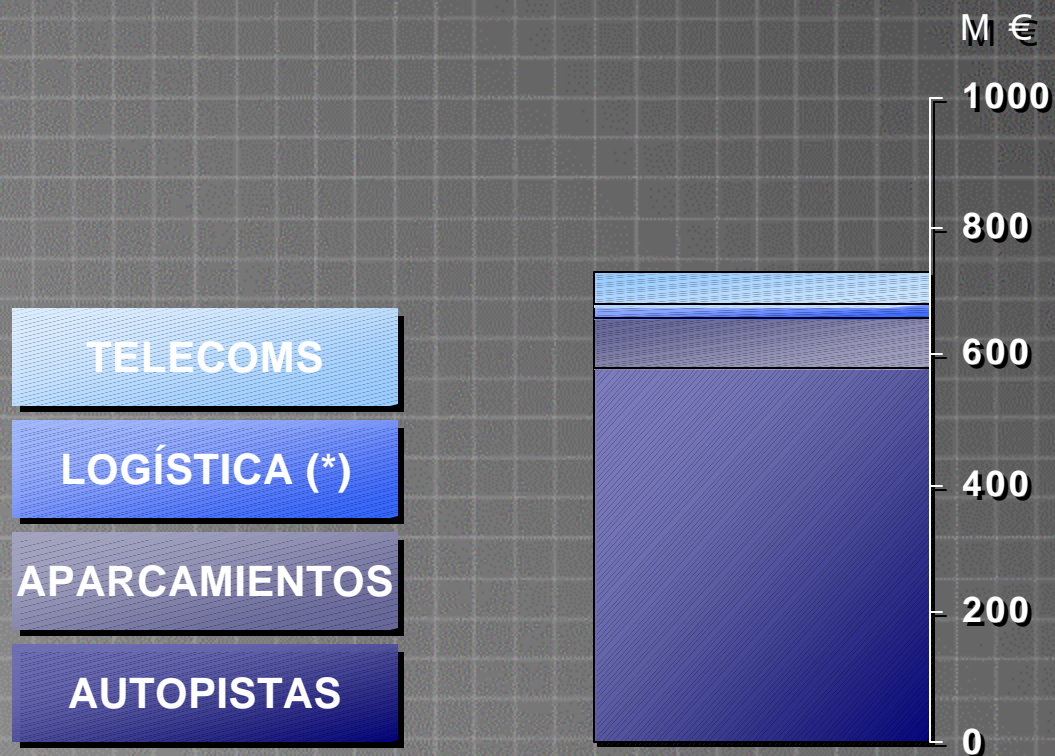 M €
1000
800
600
400
200
0
TELECOMS
LOGÍSTICA (*)
APARCAMIENTOS
AUTOPISTAS